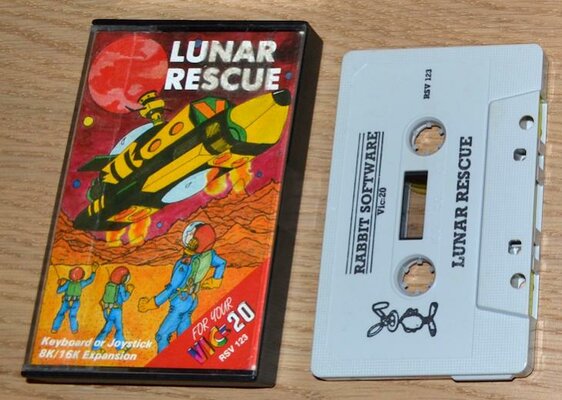 LUNAR
RESCUE
Keyboard or Joystick
8K/16K Expansion
FOR YOUR
VIC-20
RSV 123
RABBIT SOFTWARE
Vic:20
LUNAR RESCUE
RSV 123